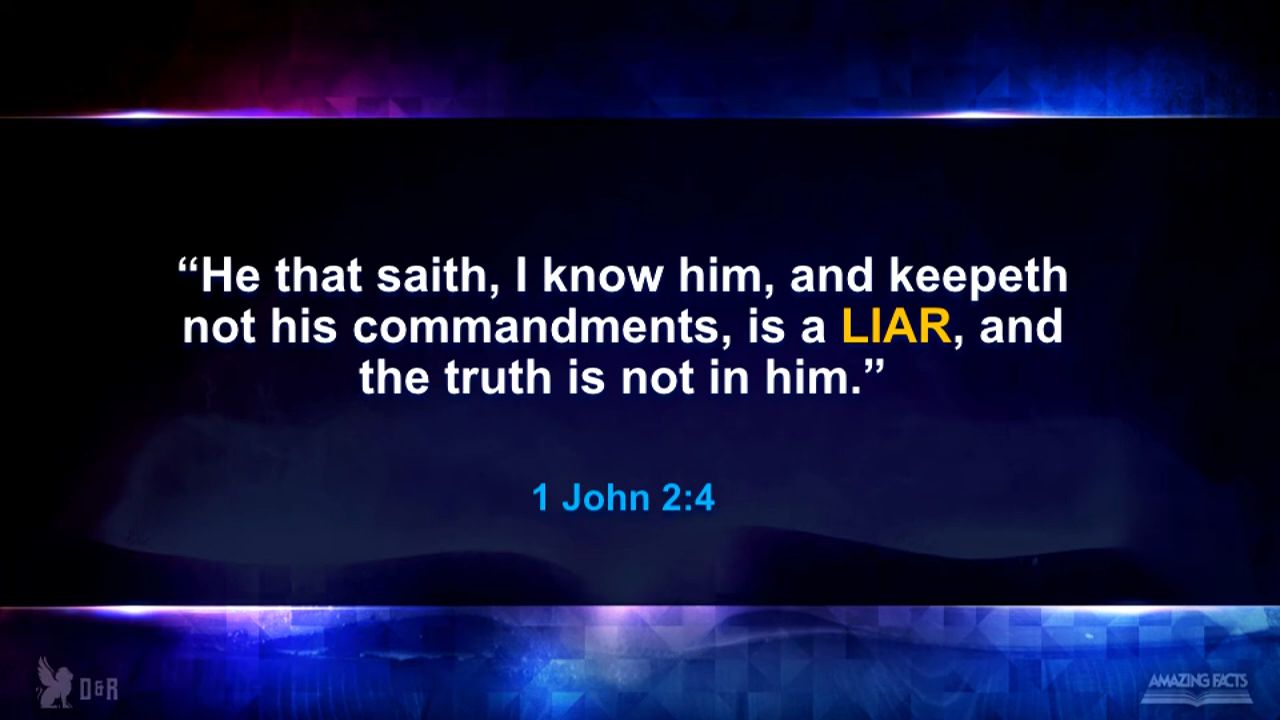 “He that saith, I know him, and keepeth
not his commandments, is a LIAR, and
the truth is not in him.”
1 John 2:4
D&R
AMAZING FACTS